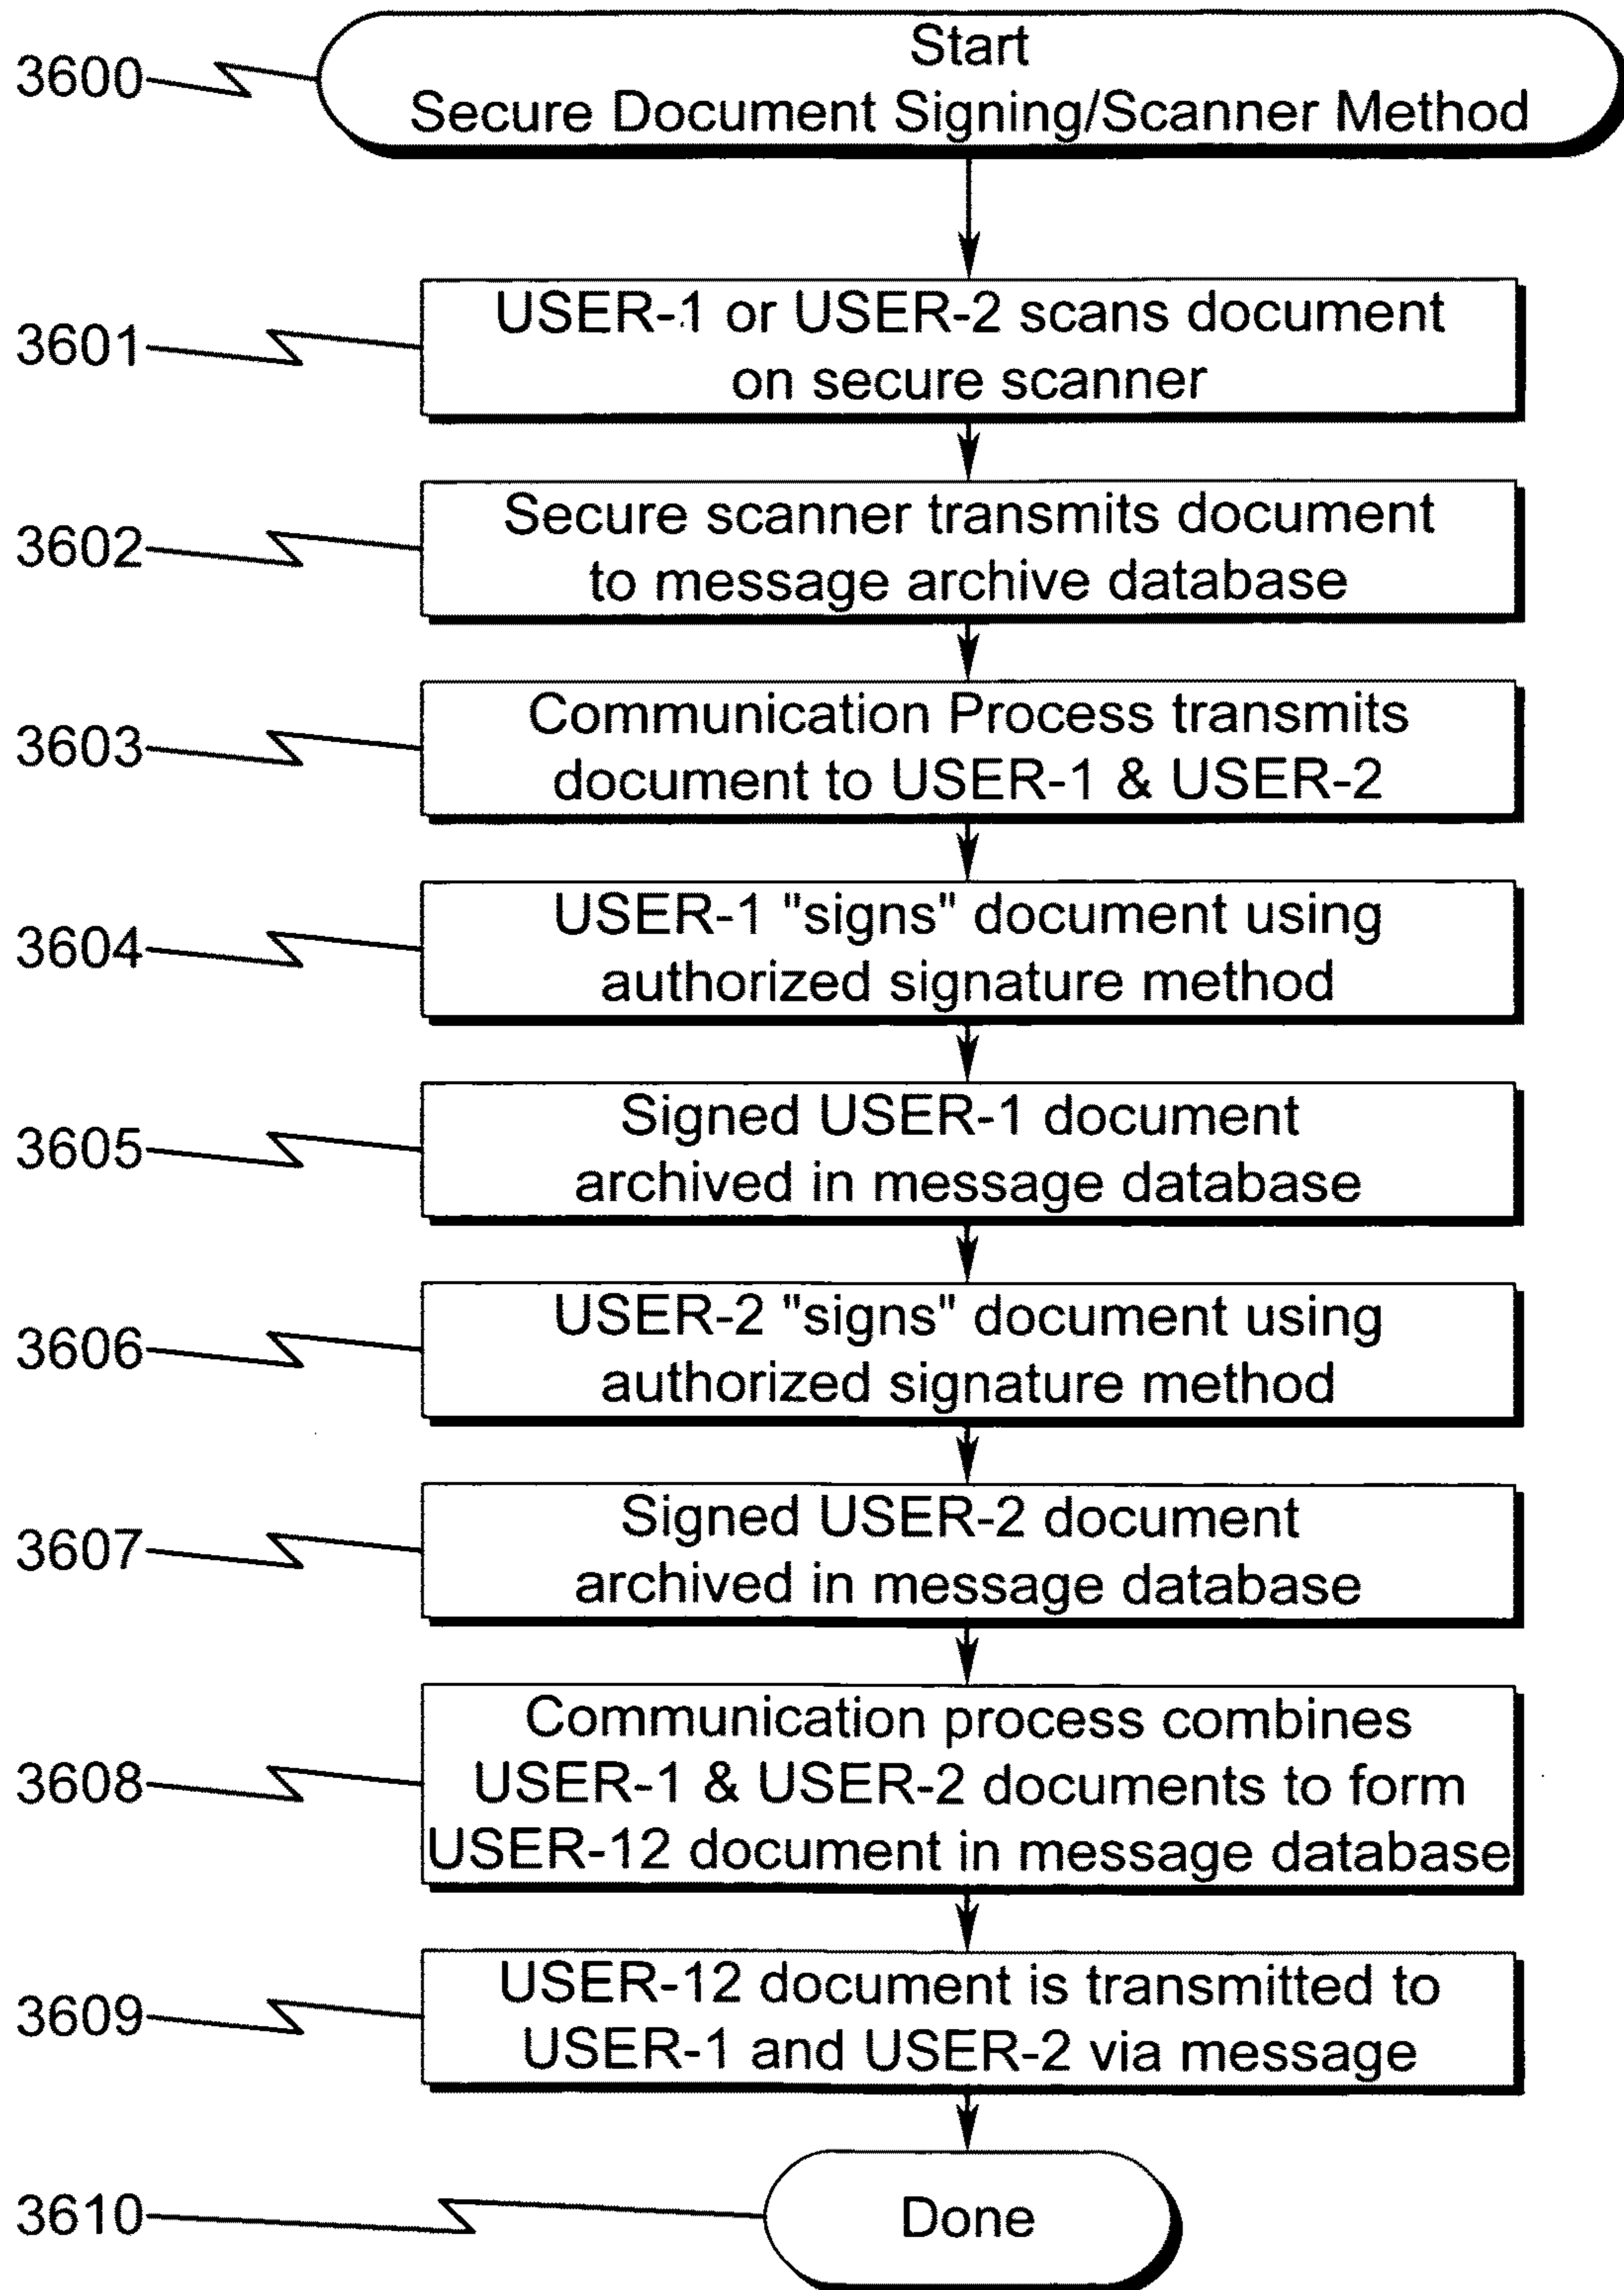 3600
Start
Secure Document Signing/Scanner Method
3601
USER-1 or USER-2 scans document
on secure scanner
3602
Secure scanner transmits document
to message archive database
3603
Communication Process transmits
document to USER-1 & USER-2
3604
USER-1 "signs" document using
authorized signature method
3605
Signed USER-1 document
archived in message database
3606
USER-2 "signs" document using
authorized signature method
3607
Signed USER-2 document
archived in message database
3608
Communication process combines
USER-1 & USER-2 documents to form
USER-12 document in message database
3609
USER-12 document is transmitted to
USER-1 and USER-2 via message
3610
Done